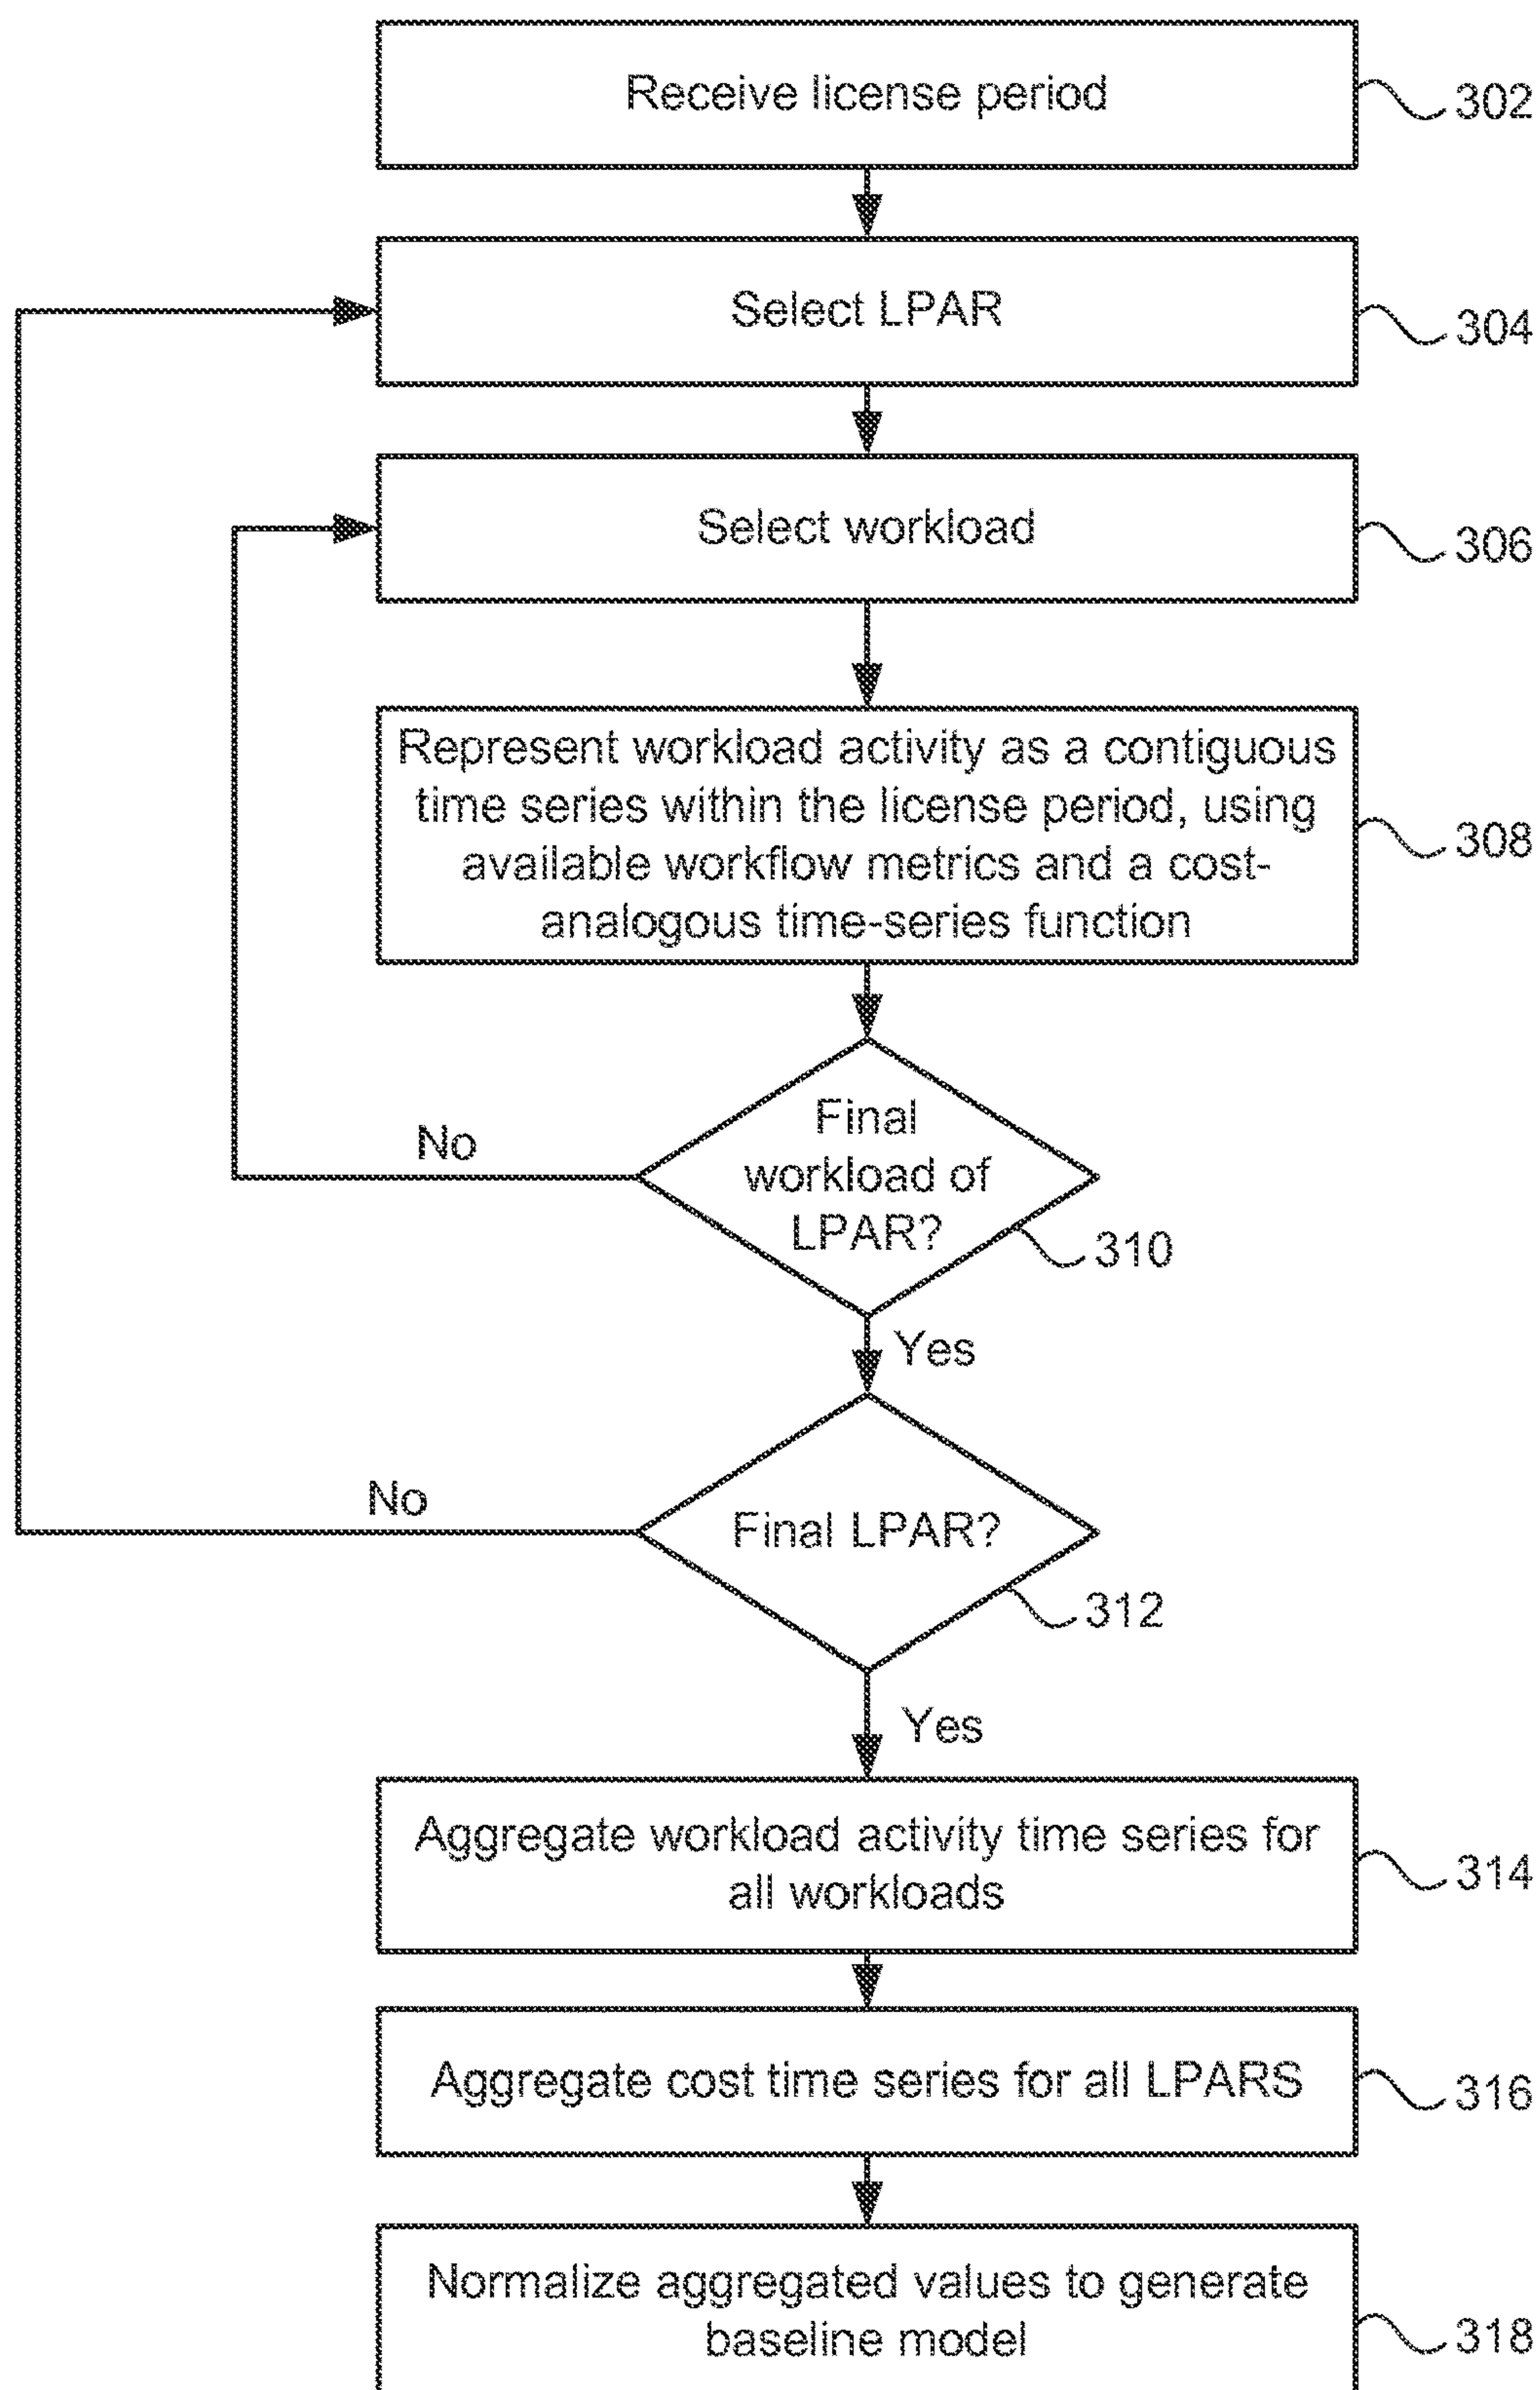 Receive license period
302
Select LPAR
304
Select workload
306
Represent workload activity as a contiguous
time series within the license period, using
available workflow metrics and a cost-
analogous time-series function
308
Final
workload of
LPAR?
No
310
Yes
Final LPAR?
No
312
Yes
Aggregate workload activity time series for
all workloads
314
Aggregate cost time series for all LPARS
316
Normalize aggregated values to generate
baseline model
318